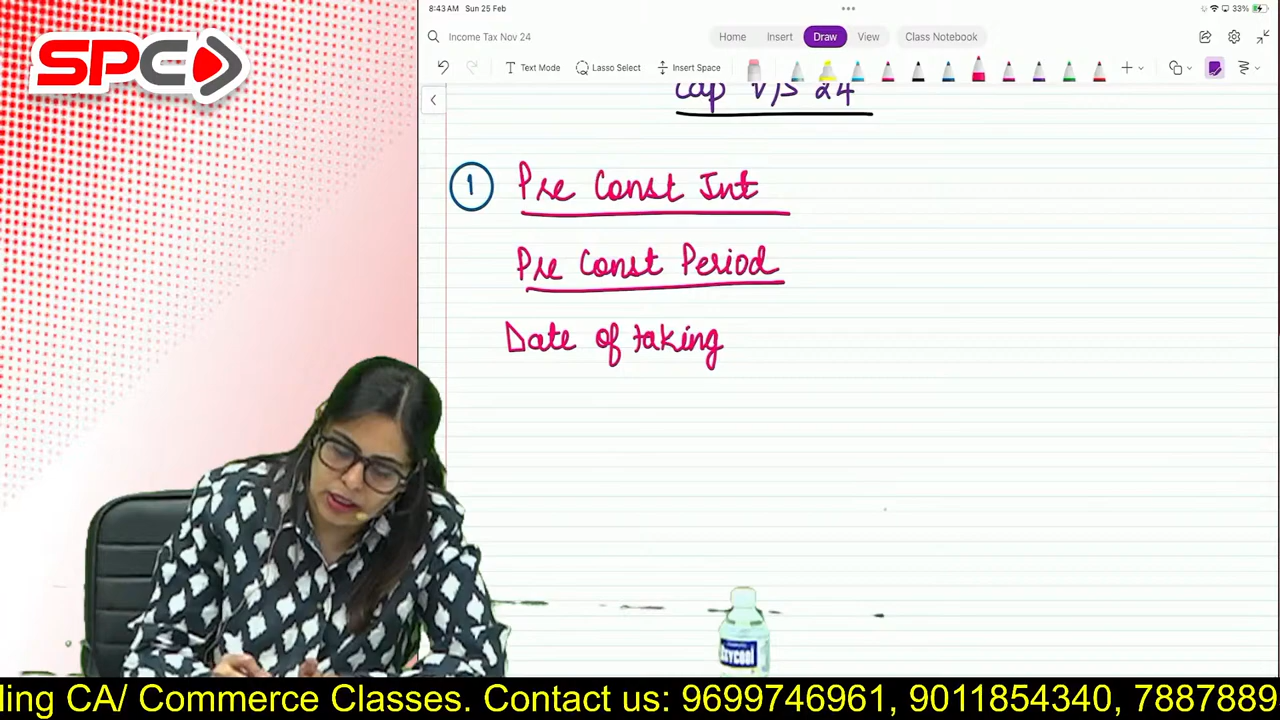 8:43 AM Sun 25 Feb
33%
SPC
Income Tax Nov 24
Home Insert Draw View Class Notebook
Text Mode Lasso Select Insert Space
Cap V/S 24
1 Pre Const Int
Pre Const Period
Date of taking
ling CA/ Commerce Classes. Contact us: 9699746961, 9011854340, 7887889